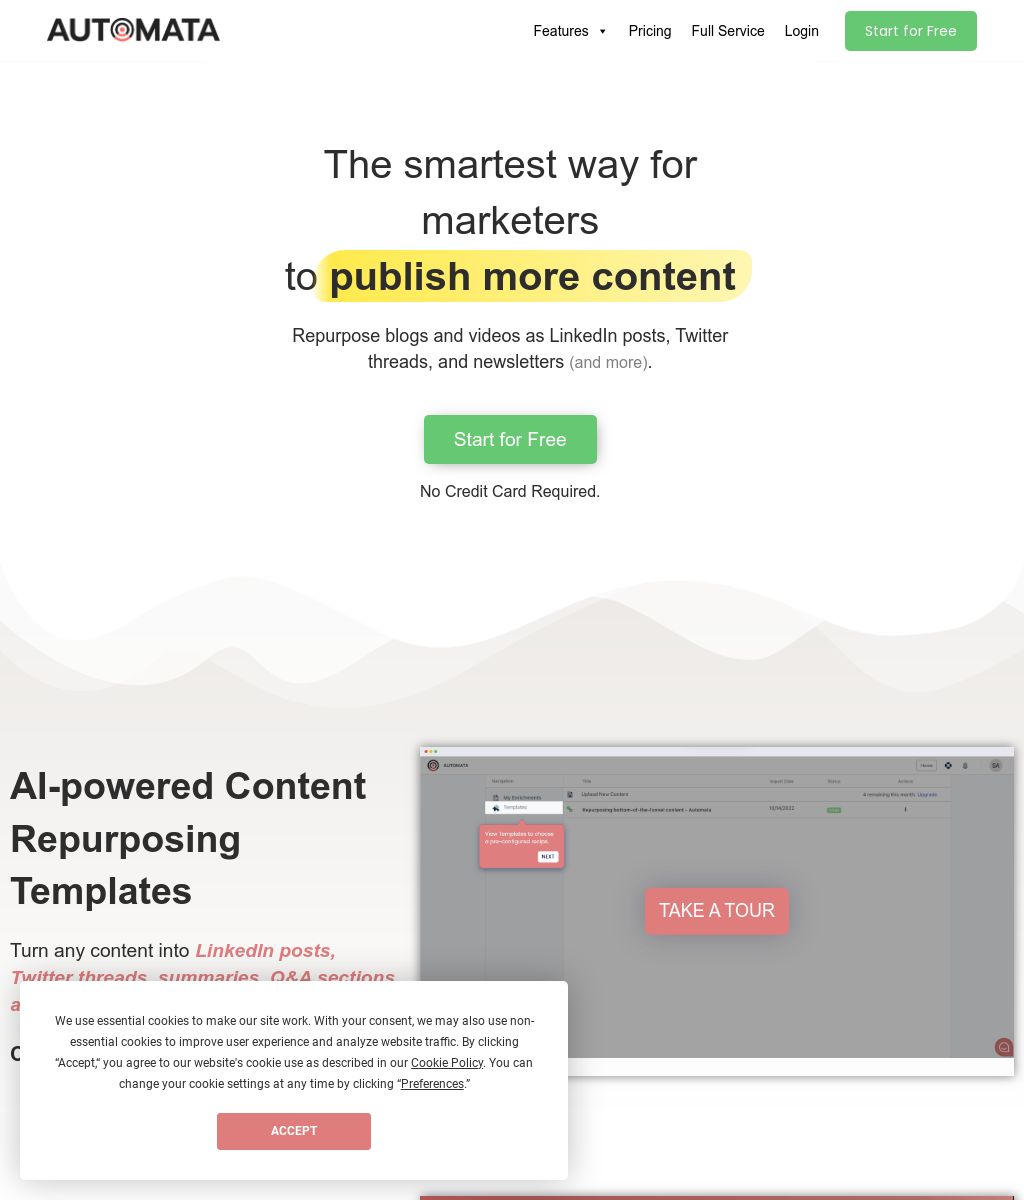 AUTOMATA
Features
Pricing
Full Service
Login
Start for Free
The smartest way for
marketers
to publish more content
Repurpose blogs and videos as LinkedIn posts, Twitter
threads, and newsletters (and more).
Start for Free
No Credit Card Required.
AI-powered Content
Repurposing
Templates
Turn any content into LinkedIn posts,
Twitter threads, summaries, Q&A sections
AUTOMATA
Home
SA
Navigation
Title
Import Date
Status
Actions
My Enrichments
Upload New Content
4 remaining this month. Upgrade
Templates
Repurposing bottom-of-the-funnel content - Automata
10/14/2022
View Templates to choose
a pre-configured recipe.
NEXT
TAKE A TOUR
We use essential cookies to make our site work. With your consent, we may also use non-
essential cookies to improve user experience and analyze website traffic. By clicking
“Accept,“ you agree to our website's cookie use as described in our Cookie Policy. You can
change your cookie settings at any time by clicking “Preferences.”
ACCEPT